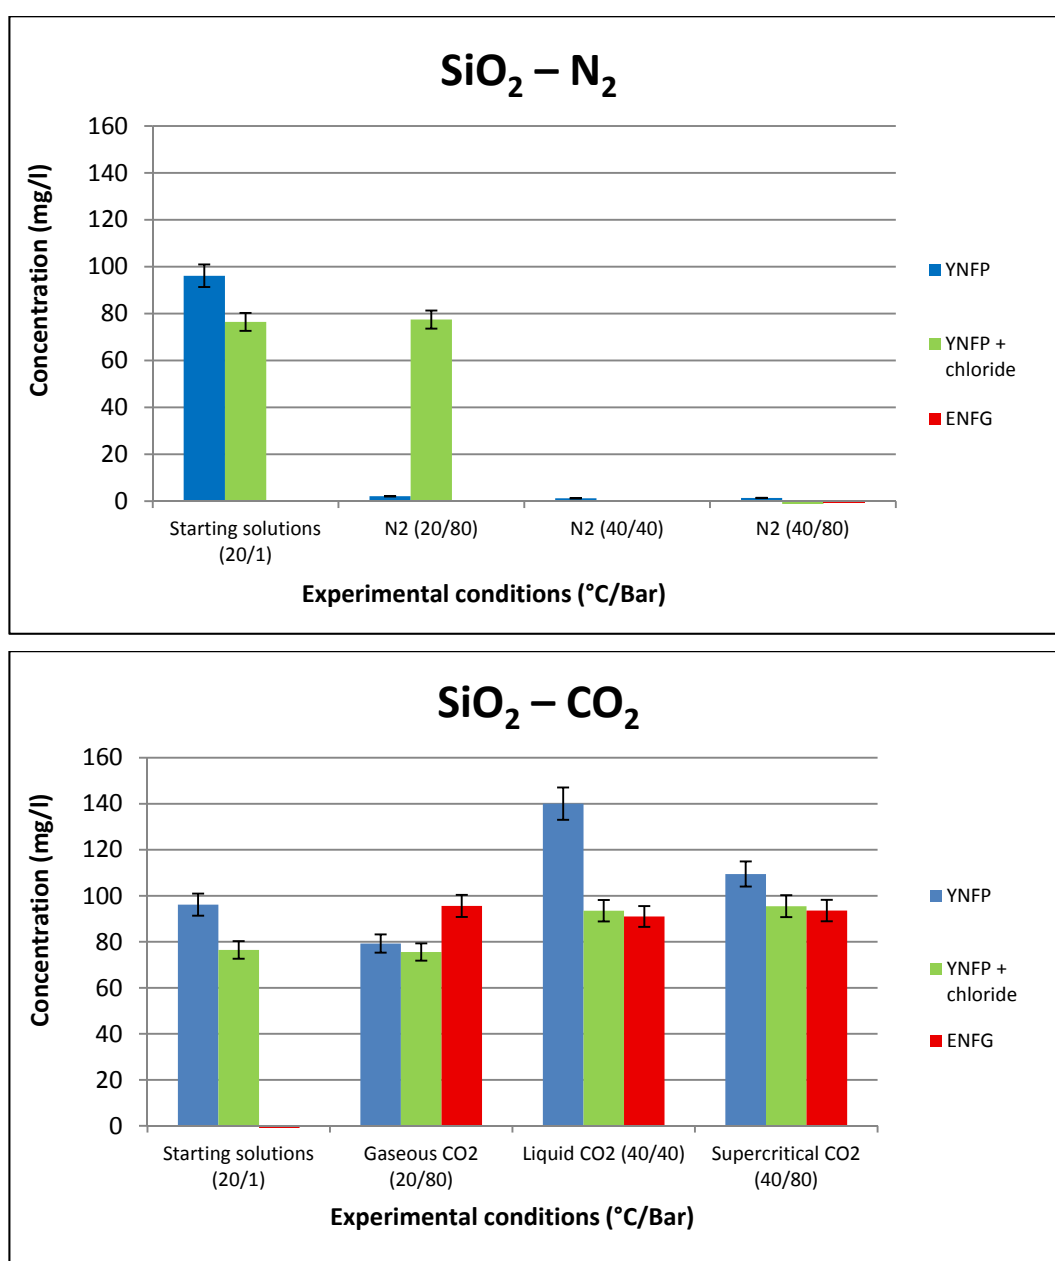 SiO₂ – N₂
160
140
120
100
80
60
40
20
0
Concentration (mg/l)
Starting solutions
(20/1)
N2 (20/80)
N2 (40/40)
N2 (40/80)
Experimental conditions (°C/Bar)
YNFP
YNFP +
chloride
ENFG
SiO₂ – CO₂
160
140
120
100
80
60
40
20
0
Concentration (mg/l)
Starting solutions
(20/1)
Gaseous CO2
(20/80)
Liquid CO2 (40/40)
Supercritical CO2
(40/80)
Experimental conditions (°C/Bar)
YNFP
YNFP +
chloride
ENFG